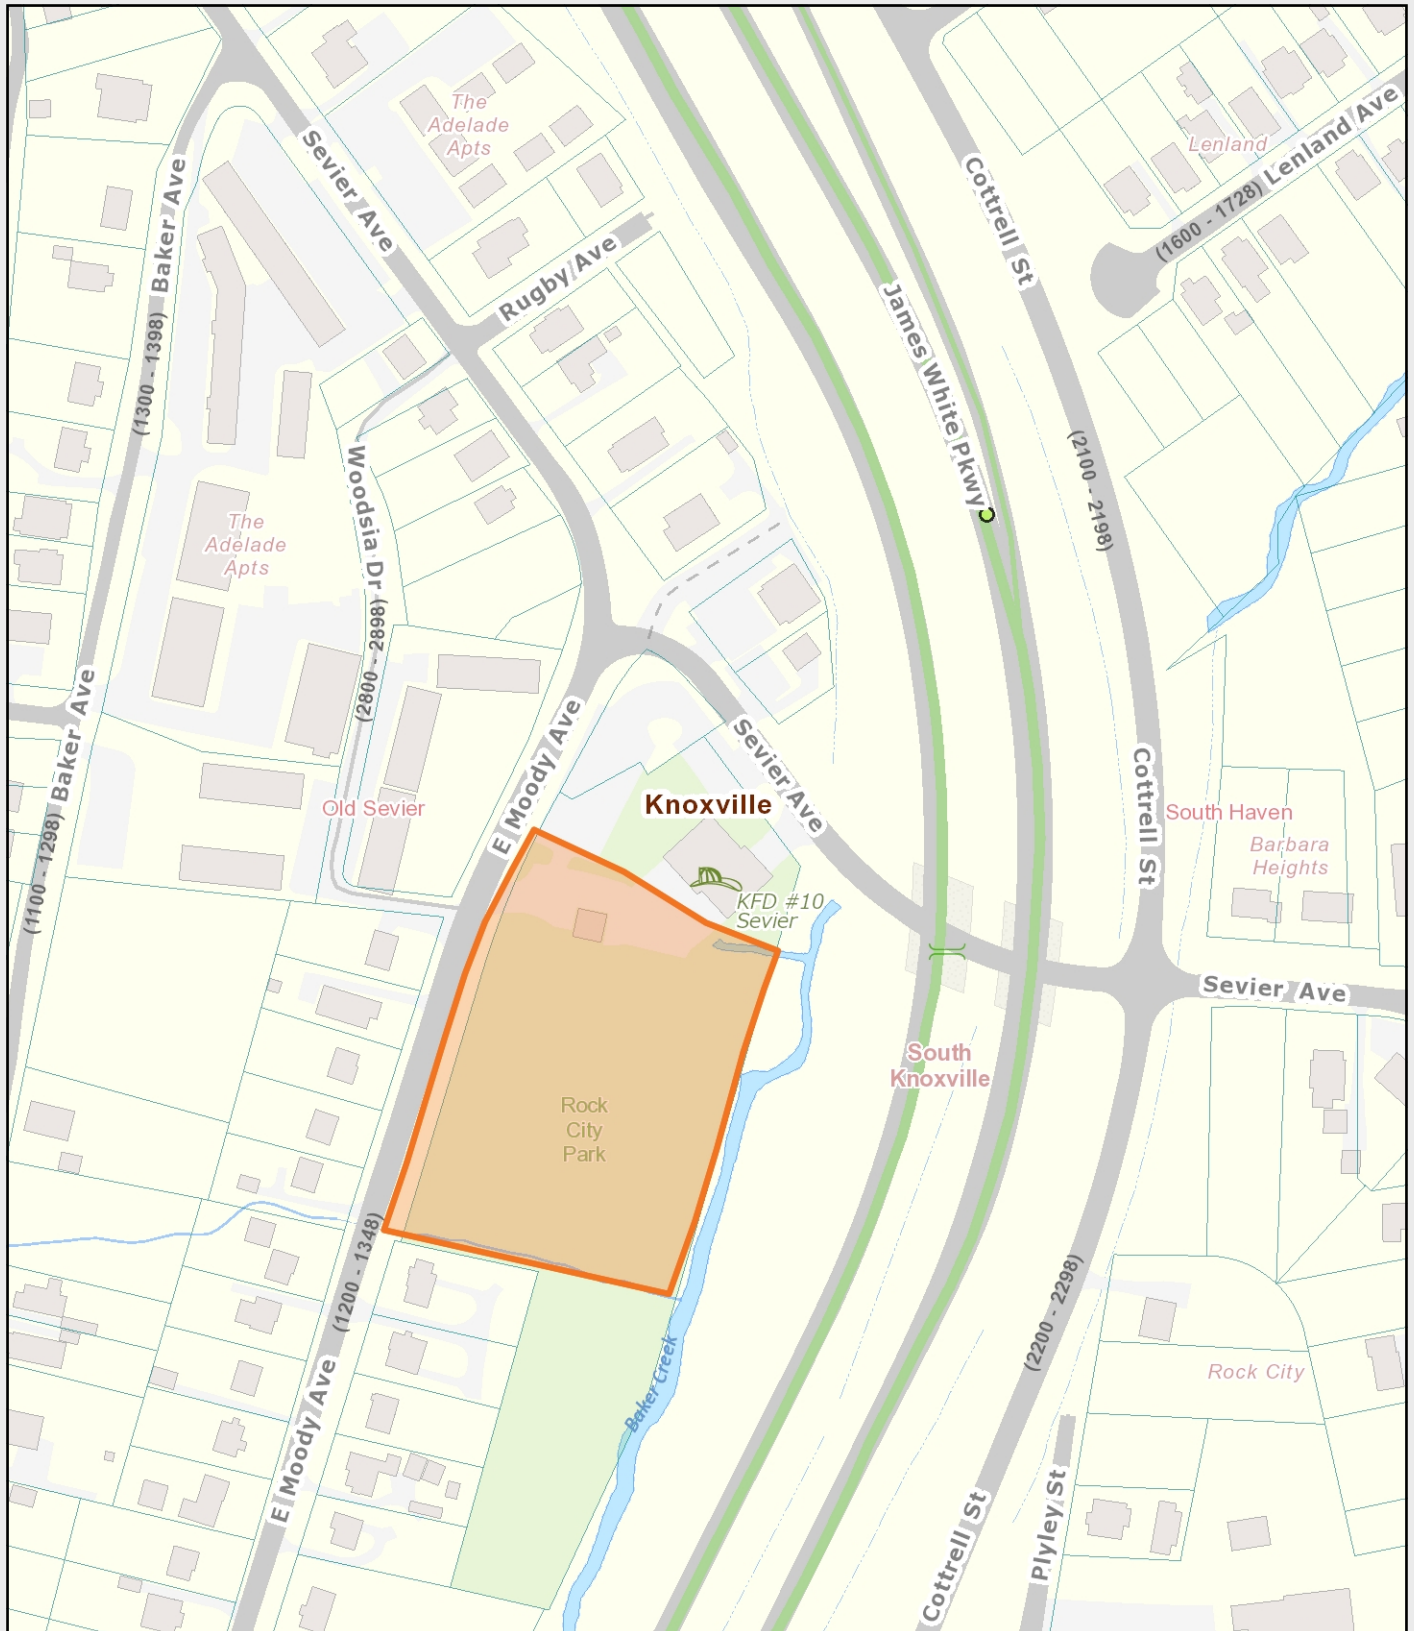 The
Adelade
Apts
Sevier Ave
Baker Ave
(1300 - 1398)
Rugby Ave
Cottrell St
Lenland
Lenland Ave
(1600 - 1728)
James White Pkwy
(2100 - 2198)
Woodsia Dr
(2800 - 2898)
The
Adelade
Apts
Baker Ave
(1100 - 1298)
E Moody Ave
Sevier Ave
Old Sevier
Knoxville
KFD #10
Sevier
Cottrell St
South Haven
Barbara
Heights
Sevier Ave
South
Knoxville
Rock
City
Park
(1200 - 1348)
Baker Creek
E Moody Ave
(2200 - 2298)
Rock City
Cottrell St
Plyley St